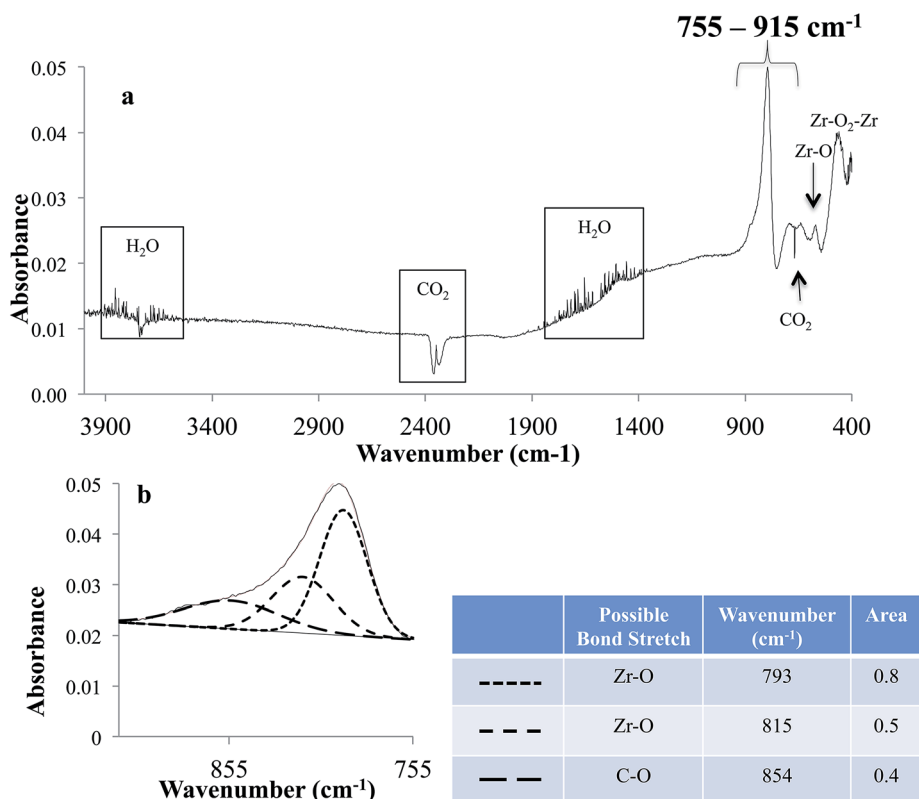 755 – 915 cm-1
a
0.05
0.04
0.03
0.02
0.01
0.00
Absorbance
H2O
CO2
H2O
Zr-O2-Zr
Zr-O
CO2
3900 3400 2900 2400 1900 1400 900 400
Wavenumber (cm-1)
b
0.05
0.04
0.03
0.02
0.01
0
Absorbance
855 755
Wavenumber (cm-1)
Possible Bond Stretch Wavenumber (cm-1) Area
Zr-O 793 0.8
Zr-O 815 0.5
C-O 854 0.4